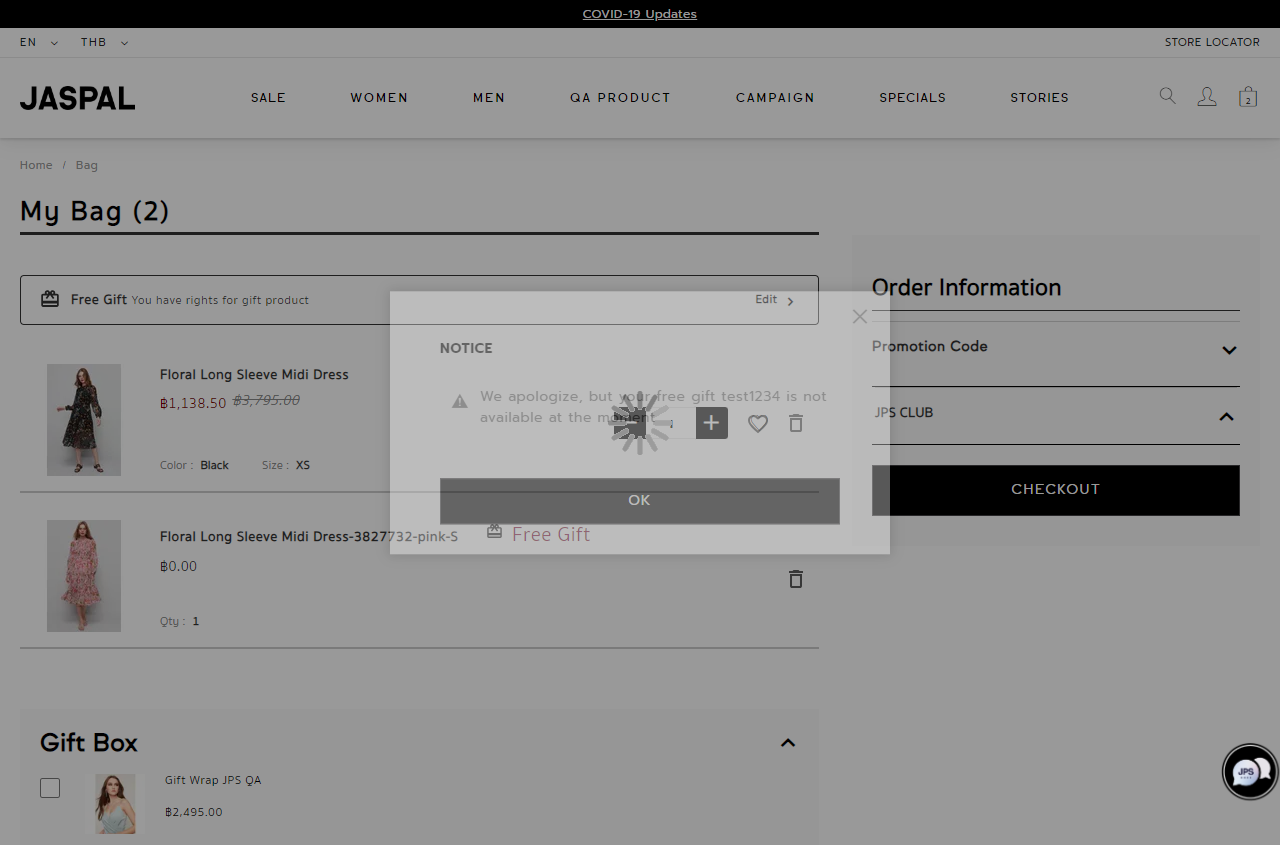 COVID-19 Updates
EN THB STORE LOCATOR
JASPAL SALE WOMEN MEN QA PRODUCT CAMPAIGN SPECIALS STORIES 2
Home / Bag
My Bag (2)
Free Gift You have rights for gift product Edit
Order Information
Promotion Code
NOTICE
Floral Long Sleeve Midi Dress
฿1,138.50 ฿3,795.00
We apologize, but your free gift test1234 is not
available at the moment
JPS CLUB
Color : Black Size : XS
CHECKOUT
OK
Floral Long Sleeve Midi Dress-3827732-pink-S Free Gift
฿0.00
Qty : 1
Gift Box
Gift Wrap JPS QA
฿2,495.00
JPS